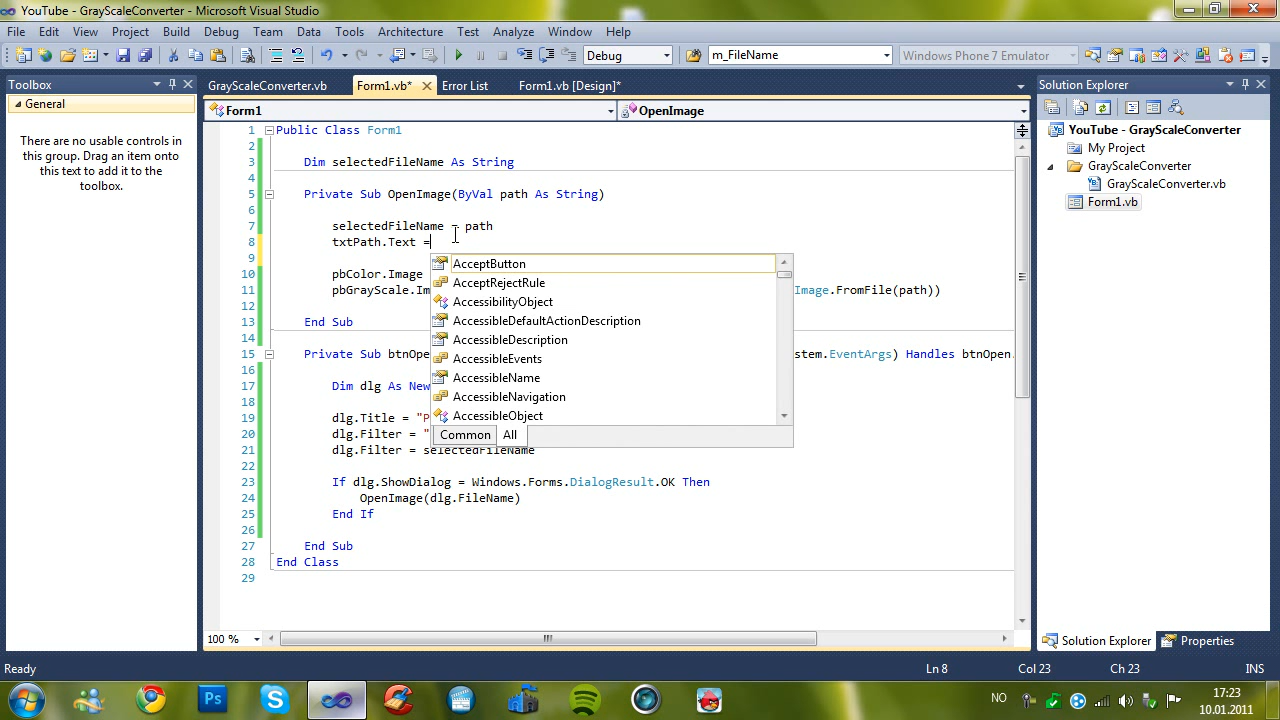 YouTube - GrayScaleConverter - Microsoft Visual Studio
File Edit View Project Build Debug Team Data Tools Architecture Test Analyze Window Help
Debug m_FileName Windows Phone 7 Emulator
Toolbox
General
There are no usable controls in
this group. Drag an item onto
this text to add it to the
toolbox.
GrayScaleConverter.vb Form1.vb* Error List Form1.vb [Design]*
Form1 OpenImage
1 Public Class Form1
2
3 Dim selectedFileName As String
4
5 Private Sub OpenImage(ByVal path As String)
6
7 selectedFileName = path
8 txtPath.Text =
9
10 pbColor.Image
11 pbGrayScale.Im Image.FromFile(path))
12
13 End Sub
14
15 Private Sub btnOpe stem.EventArgs) Handles btnOpen.
16
17 Dim dlg As New
18
19 dlg.Title = "P
20 dlg.Filter = "
21 dlg.Filter = selectedFileName
22
23 If dlg.ShowDialog = Windows.Forms.DialogResult.OK Then
24 OpenImage(dlg.FileName)
25 End If
26
27 End Sub
28 End Class
29
AcceptButton
AcceptRejectRule
AccessibilityObject
AccessibleDefaultActionDescription
AccessibleDescription
AccessibleEvents
AccessibleName
AccessibleNavigation
AccessibleObject
Common All
100 %
Solution Explorer
YouTube - GrayScaleConverter
My Project
GrayScaleConverter
GrayScaleConverter.vb
Form1.vb
Solution Explorer Properties
Ready Ln 8 Col 23 Ch 23 INS
Ps
NO
17:23
10.01.2011